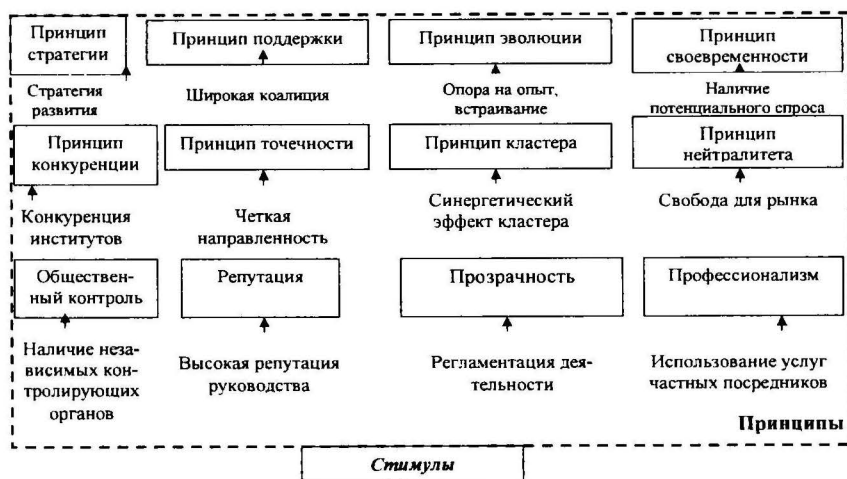 Принцип
стратегии
Принцип поддержки
Принцип эволюции
Принцип
своевременности
Стратегия
развития
Широкая коалиция
Опора на опыт,
встраивание
Наличие
потенциального спроса
Принцип
конкуренции
Принцип точечности
Принцип кластера
Принцип
нейтралитета
Конкуренция
институтов
Четкая
направленность
Синергетический
эффект кластера
Свобода для рынка
Обществен-
ный контроль
Репутация
Прозрачность
Профессионализм
Наличие неза-
висимых кон-
тролирующих
органов
Высокая репутация
руководства
Регламентация дея-
тельности
Использование услуг
частных посредников
Принципы
Стимулы